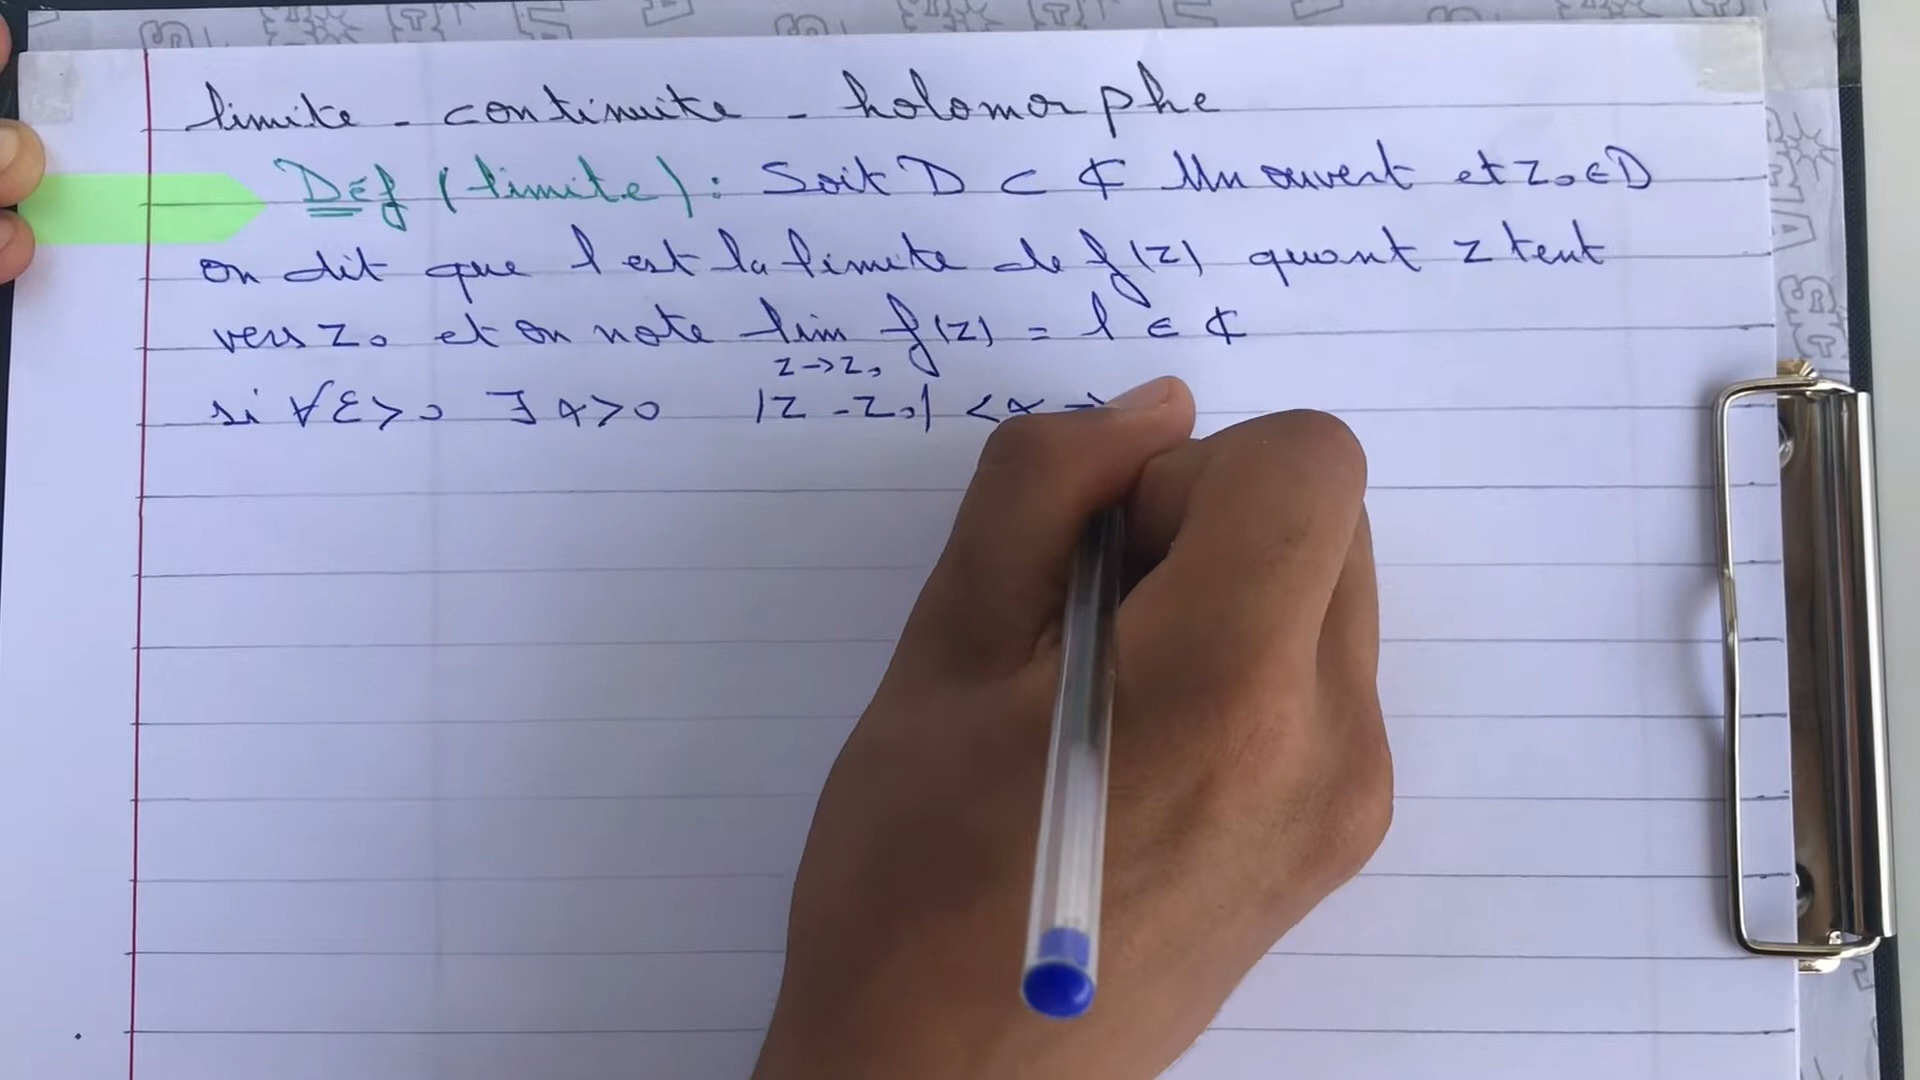 limite - continuite - holomorphe
Déf (limite) : Soit D ⊂ ℂ Un ouvert et z₀ ∈ D
on dit que l est la limite de f(z) quant z tent
vers z₀ et on note lim f(z) = l ∈ ℂ
z→z₀
si ∀ε>0 ∃ α>0 |z - z₀| < α →